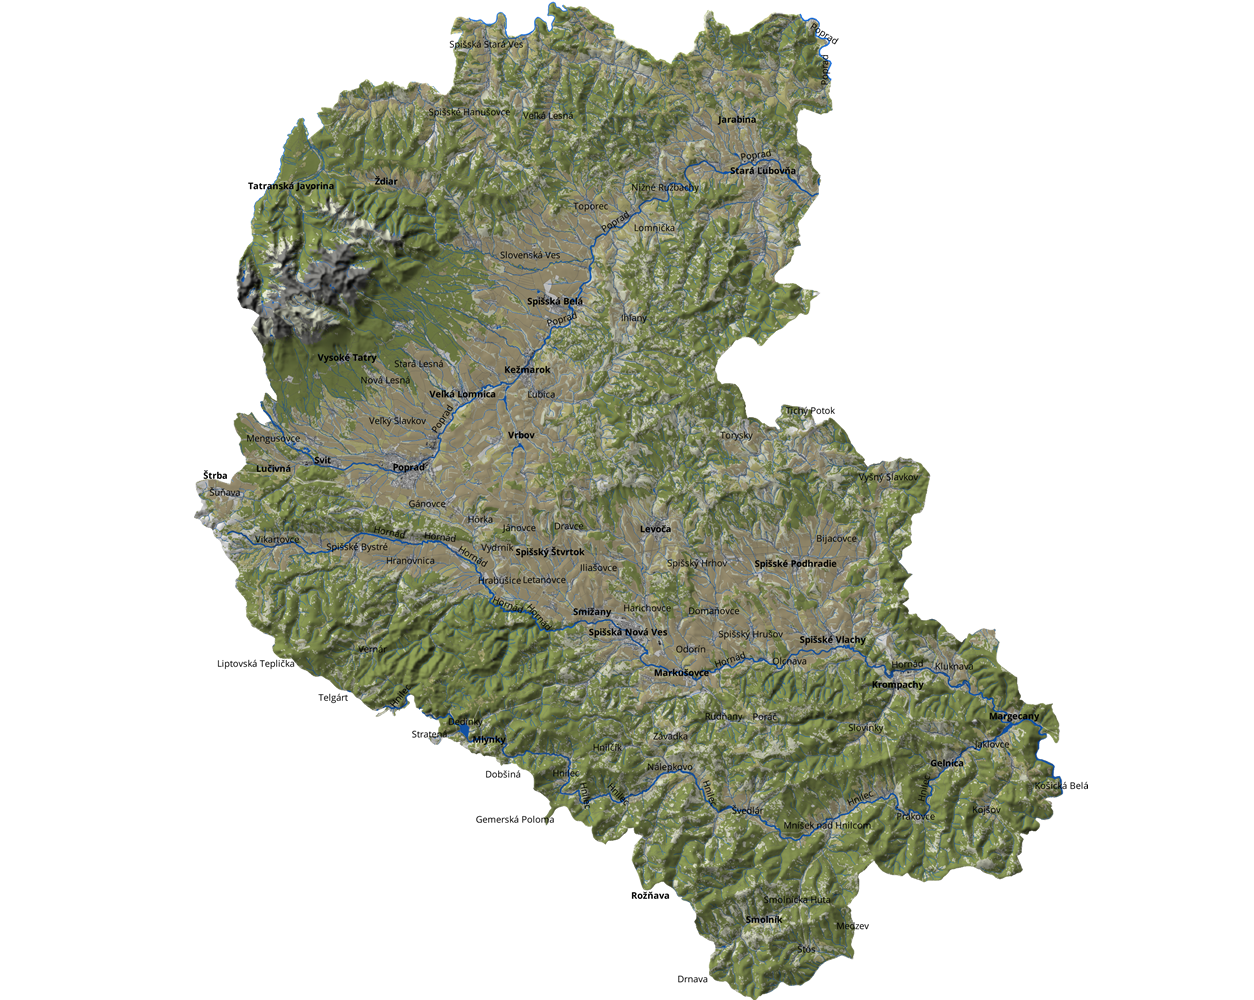 Poprad
Spišská Stará Ves
Poprad
Spišské Hanušovce
Veľká Lesná
Jarabina
Poprad
Stará Ľubovňa
Ždiar
Tatranská Javorina
Nižné Ružbachy
Toporec
Poprad
Lomnička
Slovenská Ves
Spišská Belá
Poprad
Ihľany
Vysoké Tatry
Stará Lesná
Kežmarok
Nová Lesná
Veľká Lomnica
Ľubica
Tichý Potok
Poprad
Veľký Slavkov
Vrbov
Torysky
Mengusovce
Svit
Lučivná
Poprad
Štrba
Vyšný Slavkov
Šuňava
Gánovce
Hôrka
Jánovce
Dravce
Levoča
Hornád
Hornád
Vikartovce
Bijacovce
Spišské Bystré
Vydrník
Spišský Štvrtok
Hornád
Hranovnica
Iliašovce
Spišský Hrhov
Spišské Podhradie
Hrabušice
Letanovce
Hornád
Hornád
Smižany
Harichovce
Domaňovce
Spišská Nová Ves
Spišský Hrušov
Spišské Vlachy
Vernár
Odorín
Hornád
Olcnava
Liptovská Teplička
Hornád
Kluknava
Markušovce
Krompachy
Telgárt
Hnilec
Dedinky
Rudňany
Poráč
Margecany
Stratená
Mlynky
Závadka
Slovinky
Hnilčík
Jaklovce
Dobšiná
Hnilec
Nálepkovo
Gelnica
Hnilec
Hnilec
Hnilec
Hnilec
Hnilec
Košická Belá
Gemerská Poloma
Švedlár
Mníšek nad Hnilcom
Prakovce
Kojšov
Rožňava
Smolnícka Huta
Smolník
Medzev
Štós
Drnava